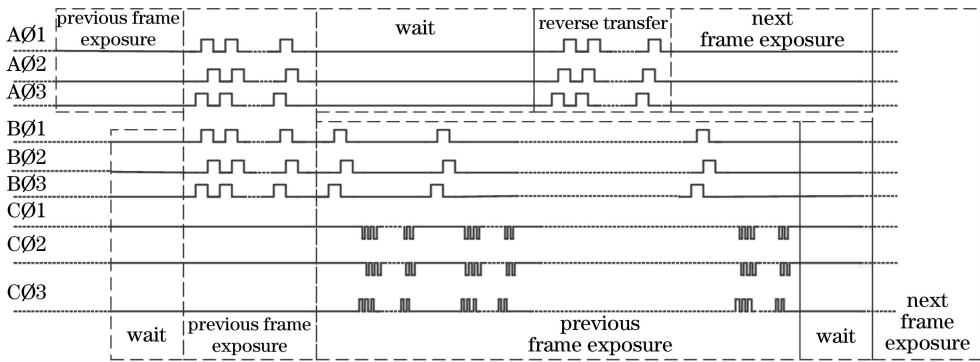 previous frame
exposure
wait
reverse transfer
next
frame exposure
AØ1
AØ2
AØ3
BØ1
BØ2
BØ3
CØ1
CØ2
CØ3
wait
previous frame
exposure
previous
frame exposure
wait
next
frame
exposure